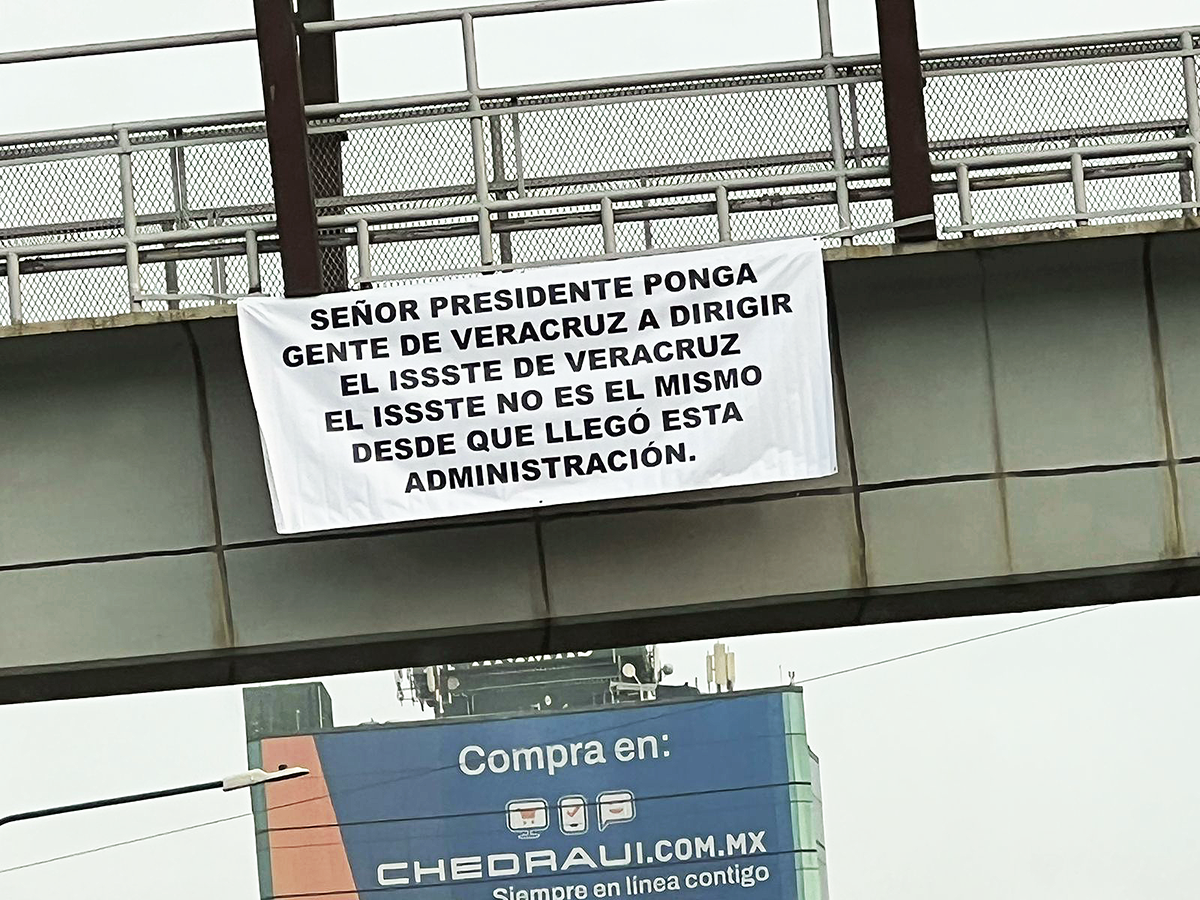 SEÑOR PRESIDENTE PONGA
GENTE DE VERACRUZ A DIRIGIR
EL ISSSTE DE VERACRUZ
EL ISSSTE NO ES EL MISMO
DESDE QUE LLEGÓ ESTA
ADMINISTRACIÓN.
Compra en:
CHEDRAUI.COM.MX
Siempre en línea contigo